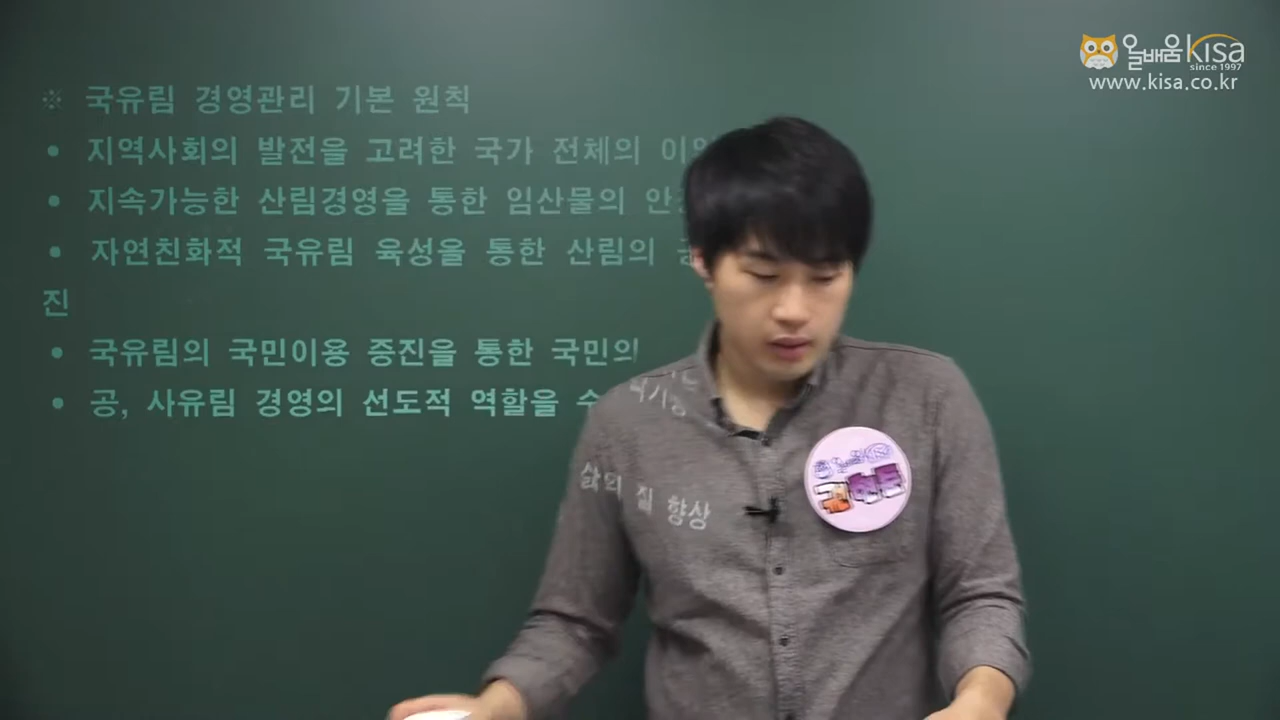 올배움kisa
since 1997
www.kisa.co.kr
※ 국유림 경영관리 기본 원칙
• 지역사회의 발전을 고려한 국가 전체의
• 지속가능한 산림경영을 통한 임산물의
• 자연친화적 국유림 육성을 통한 산림의
진
• 국유림의 국민이용 증진을 통한 국민의
삶의 질 향상
• 공, 사유림 경영의 선도적 역할을